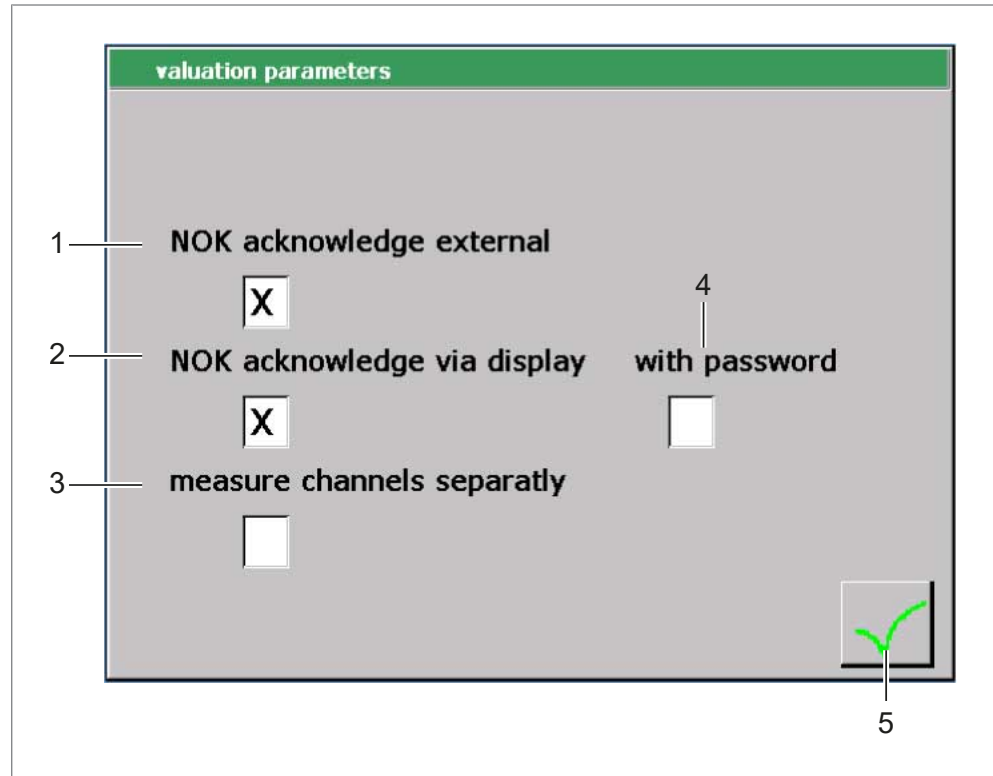 valuation parameters
1 NOK acknowledge external
X
4
2 NOK acknowledge via display with password
X
3 measure channels separatly
5